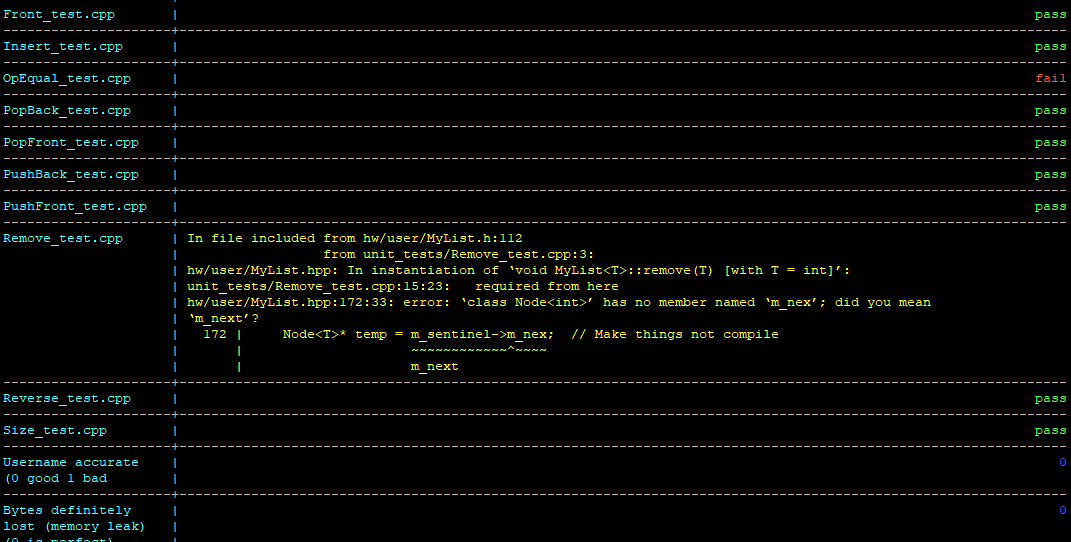 Front_test.cpp | pass
-----------------------------------------------------------------
Insert_test.cpp | pass
OpEqual_test.cpp | fail
PopBack_test.cpp | pass
PopFront_test.cpp | pass
PushBack_test.cpp | pass
PushFront_test.cpp | pass
Remove_test.cpp | In file included from hw/user/MyList.h:112
| from unit_tests/Remove_test.cpp:3:
| hw/user/MyList.hpp: In instantiation of ‘void MyList<T>::remove(T) [with T = int]’:
| unit_tests/Remove_test.cpp:15:23: required from here
| hw/user/MyList.hpp:172:33: error: ‘class Node<int>’ has no member named ‘m_nex’; did you mean
| ‘m_next’?
| 172 | Node<T>* temp = m_sentinel->m_nex; // Make things not compile
| | ~~~~~~~~~~~~^~~~~
| | m_next
Reverse_test.cpp | pass
Size_test.cpp | pass
Username accurate | 0
(0 good 1 bad |
Bytes definitely | 0
lost (memory leak) |
(0 is perfect) |